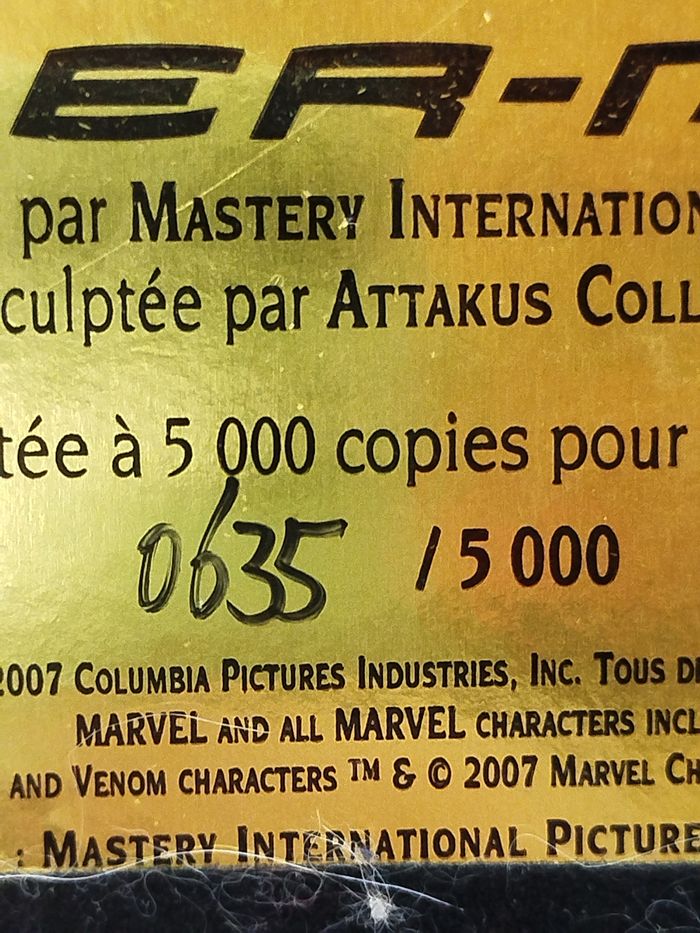 ER-
par MASTERY INTERNATION
culptée par ATTAKUS COLL
tée à 5 000 copies pour
0635 / 5 000
2007 COLUMBIA PICTURES INDUSTRIES, INC. TOUS D
MARVEL AND ALL MARVEL CHARACTERS INCL
AND VENOM CHARACTERS ™ & © 2007 MARVEL CH
: MASTERY INTERNATIONAL PICTURE